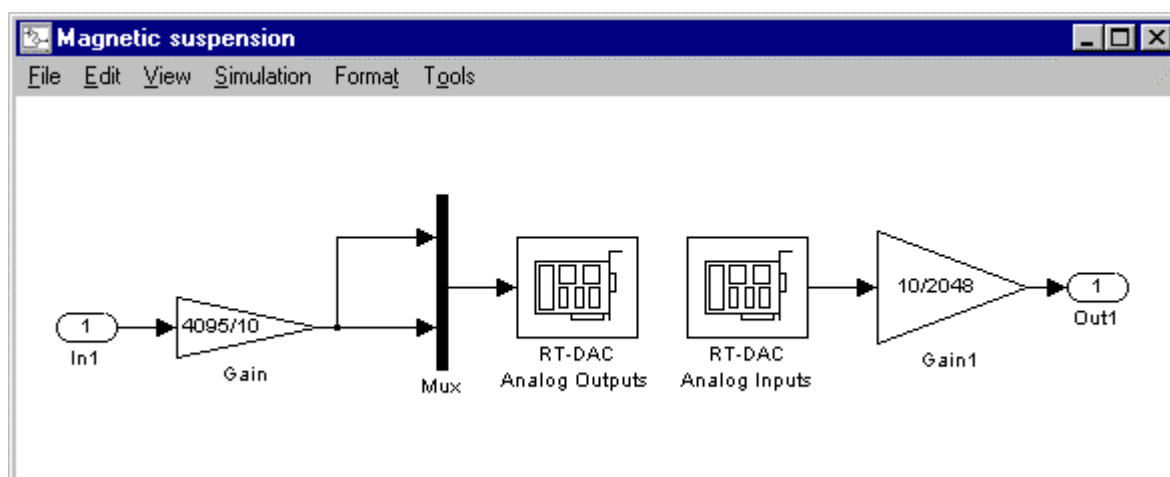 Magnetic suspension
File Edit View Simulation Format Tools
1
In1
4095/10
Gain
Mux
RT-DAC
Analog Outputs
RT-DAC
Analog Inputs
10/2048
Gain1
1
Out1